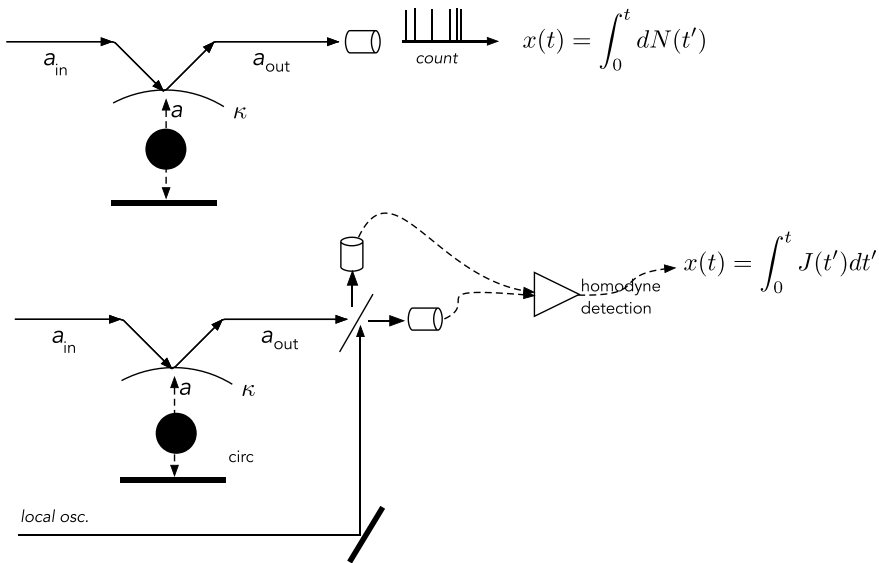 a_in
a_out
count
x(t) = ∫_0^t dN(t′)
a
κ
x(t) = ∫_0^t J(t′)dt′
homodyne
detection
a_in
a_out
a
κ
circ
local osc.